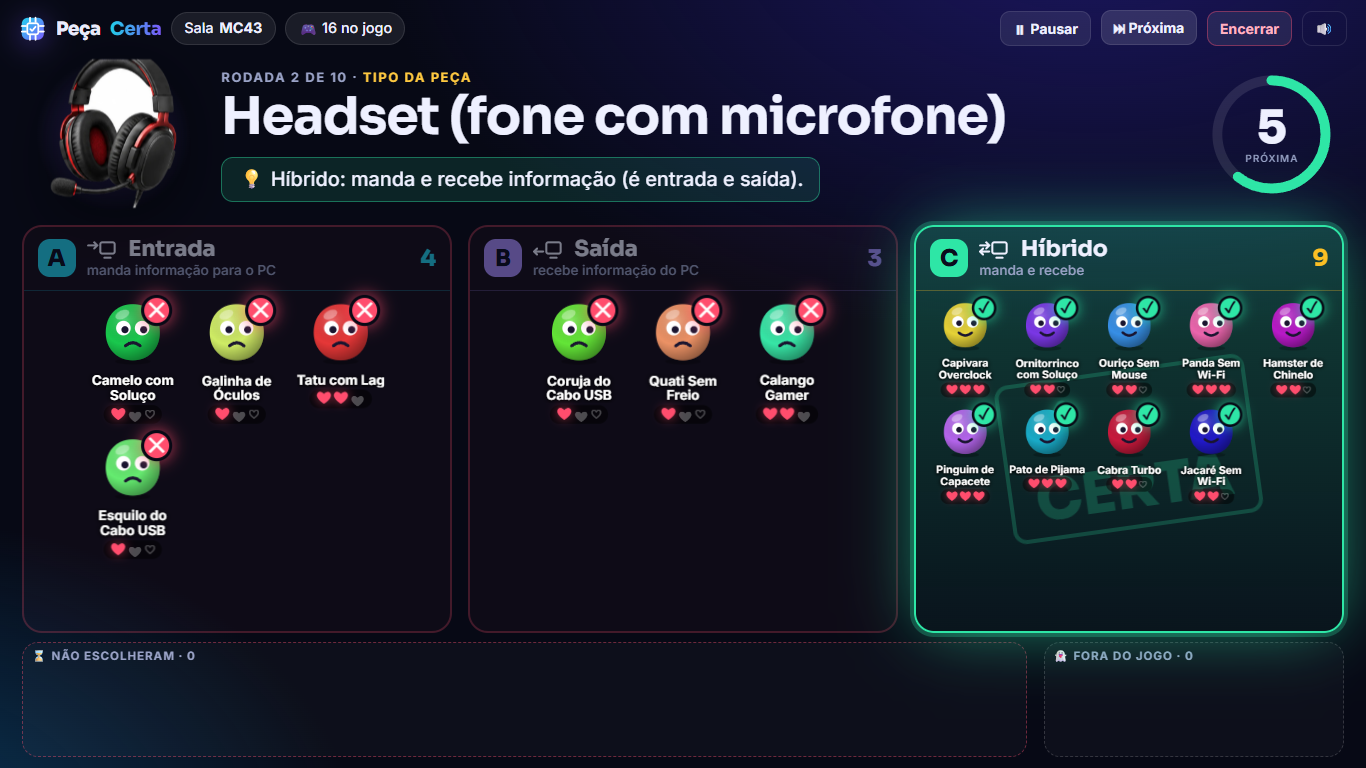 Peça Certa
Sala MC43
16 no jogo
Pausar
Próxima
Encerrar
RODADA 2 DE 10 · TIPO DA PEÇA
Headset (fone com microfone)
Híbrido: manda e recebe informação (é entrada e saída).
5
PRÓXIMA
A
Entrada
manda informação para o PC
4
Camelo com
Soluço
Galinha de
Óculos
Tatu com Lag
Esquilo do
Cabo USB
B
Saída
recebe informação do PC
3
Coruja do
Cabo USB
Quati Sem
Freio
Calango
Gamer
C
Híbrido
manda e recebe
9
Capivara
Overclock
Ornitorrinco
com Soluço
Ouriço Sem
Mouse
Panda Sem
Wi-Fi
Hamster de
Chinelo
Pinguim de
Capacete
Pato de Pijama
Cabra Turbo
Jacaré Sem
Wi-Fi
CERTA
NÃO ESCOLHERAM · 0
FORA DO JOGO · 0